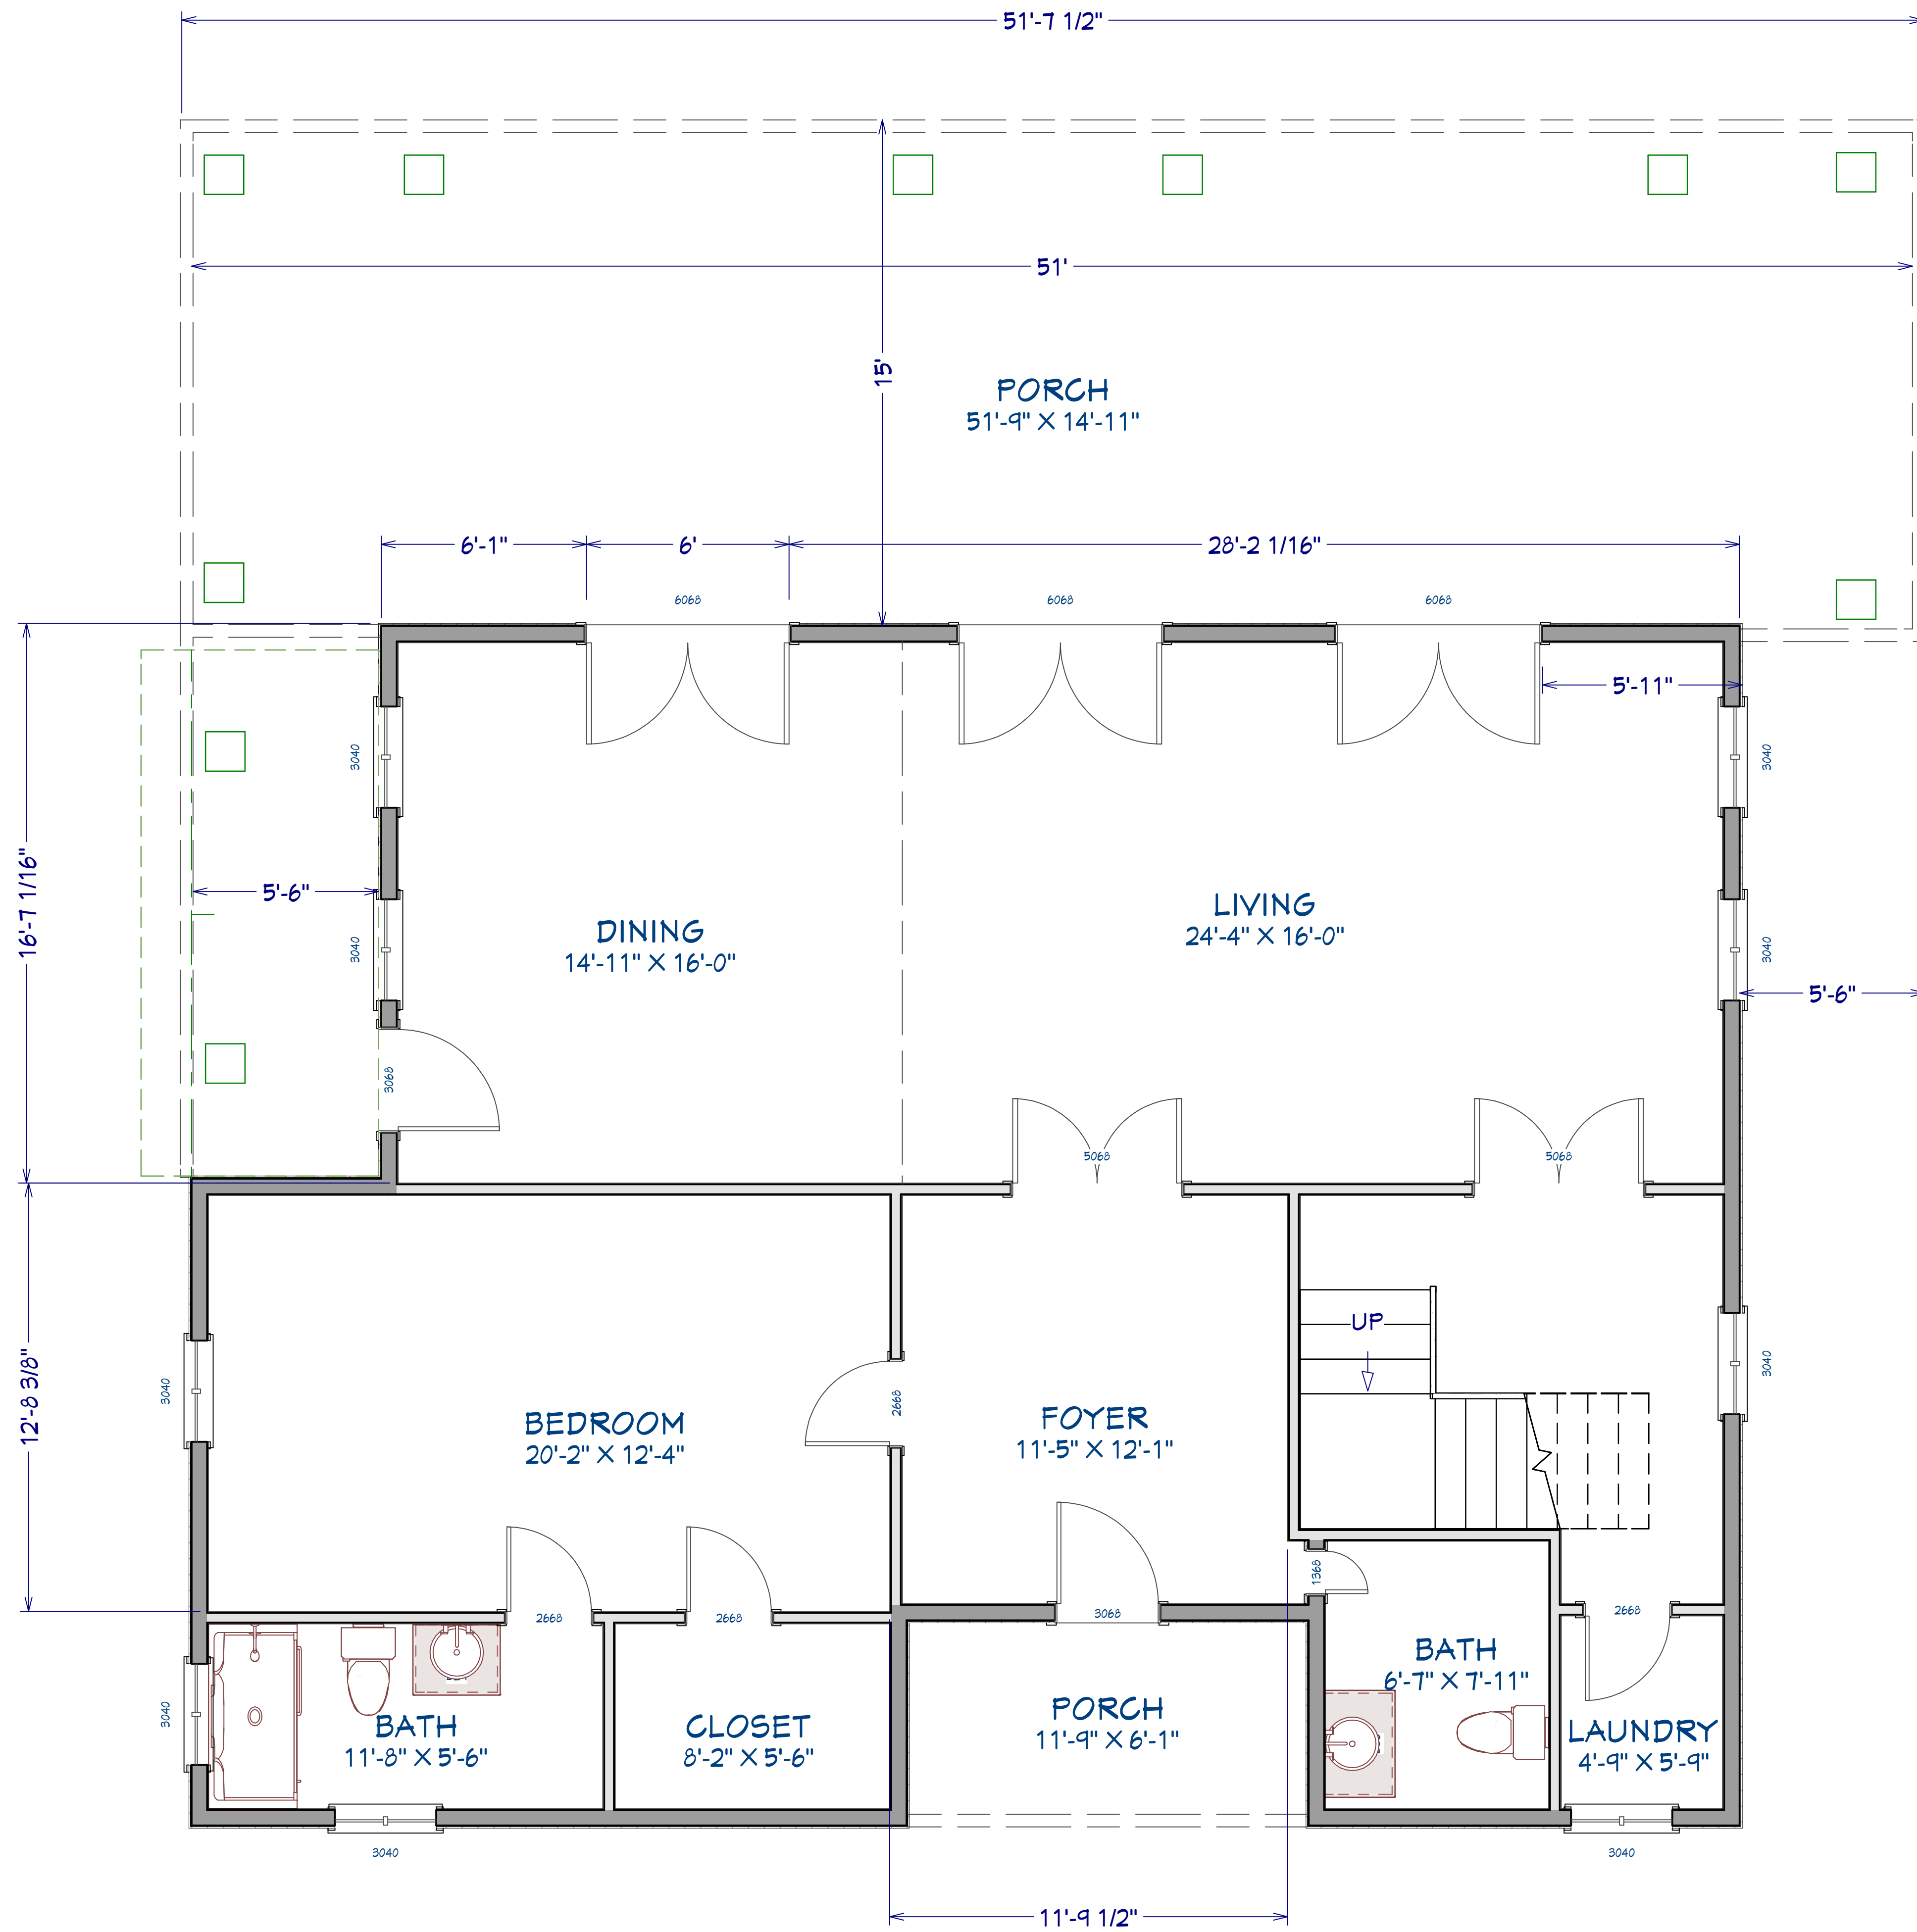 51'-7 1/2"
51'
15'
PORCH
51'-9" X 14'-11"
6'-1"
6'
28'-2 1/16"
6068
6068
6068
5'-11"
3040
3040
16'-7 1/16"
5'-6"
LIVING
24'-4" X 16'-0"
DINING
14'-11" X 16'-0"
3040
3040
5'-6"
3068
5068
5068
UP
3040
3040
12'-8 3/8"
2668
BEDROOM
20'-2" X 12'-4"
FOYER
11'-5" X 12'-1"
1368
2668
2668
3068
2668
BATH
6'-7" X 7'-11"
3040
PORCH
11'-9" X 6'-1"
BATH
11'-8" X 5'-6"
CLOSET
8'-2" X 5'-6"
LAUNDRY
4'-9" X 5'-9"
3040
3040
11'-9 1/2"